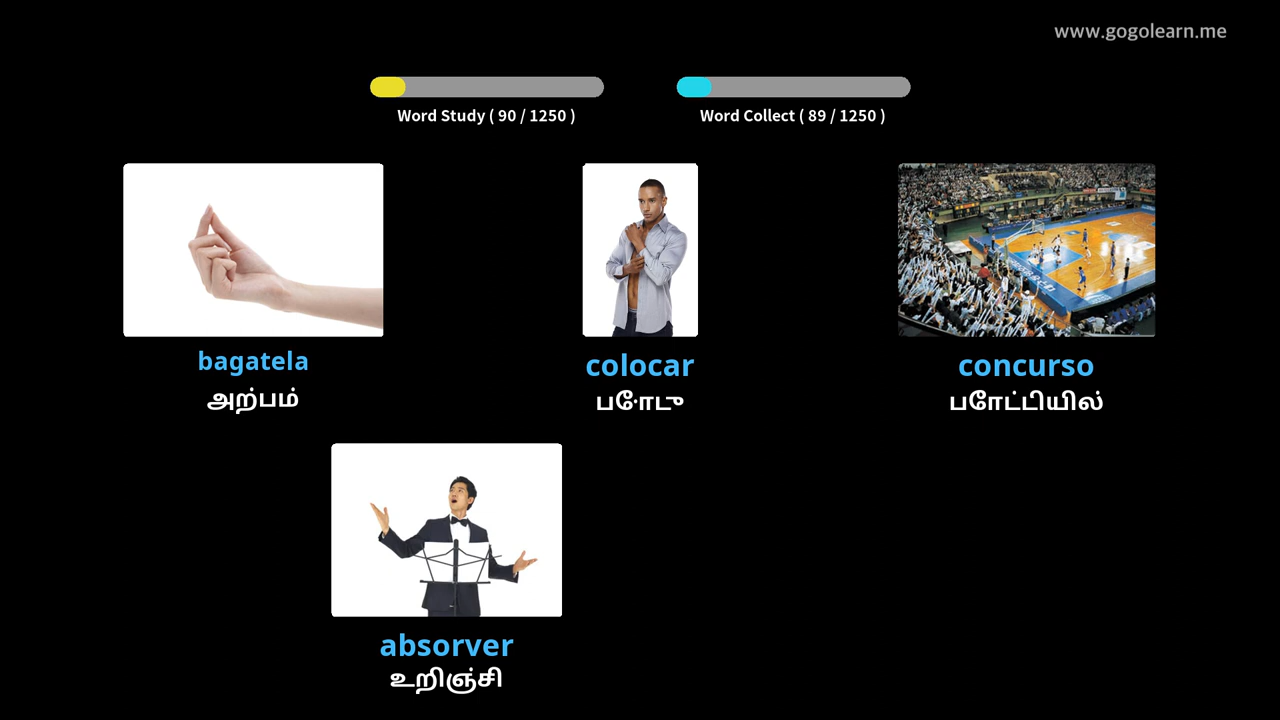 www.gogolearn.me
Word Study ( 90 / 1250 )
Word Collect ( 89 / 1250 )
bagatela
அற்பம்
colocar
போடு
concurso
போட்டியில்
absorver
உறிஞ்சி